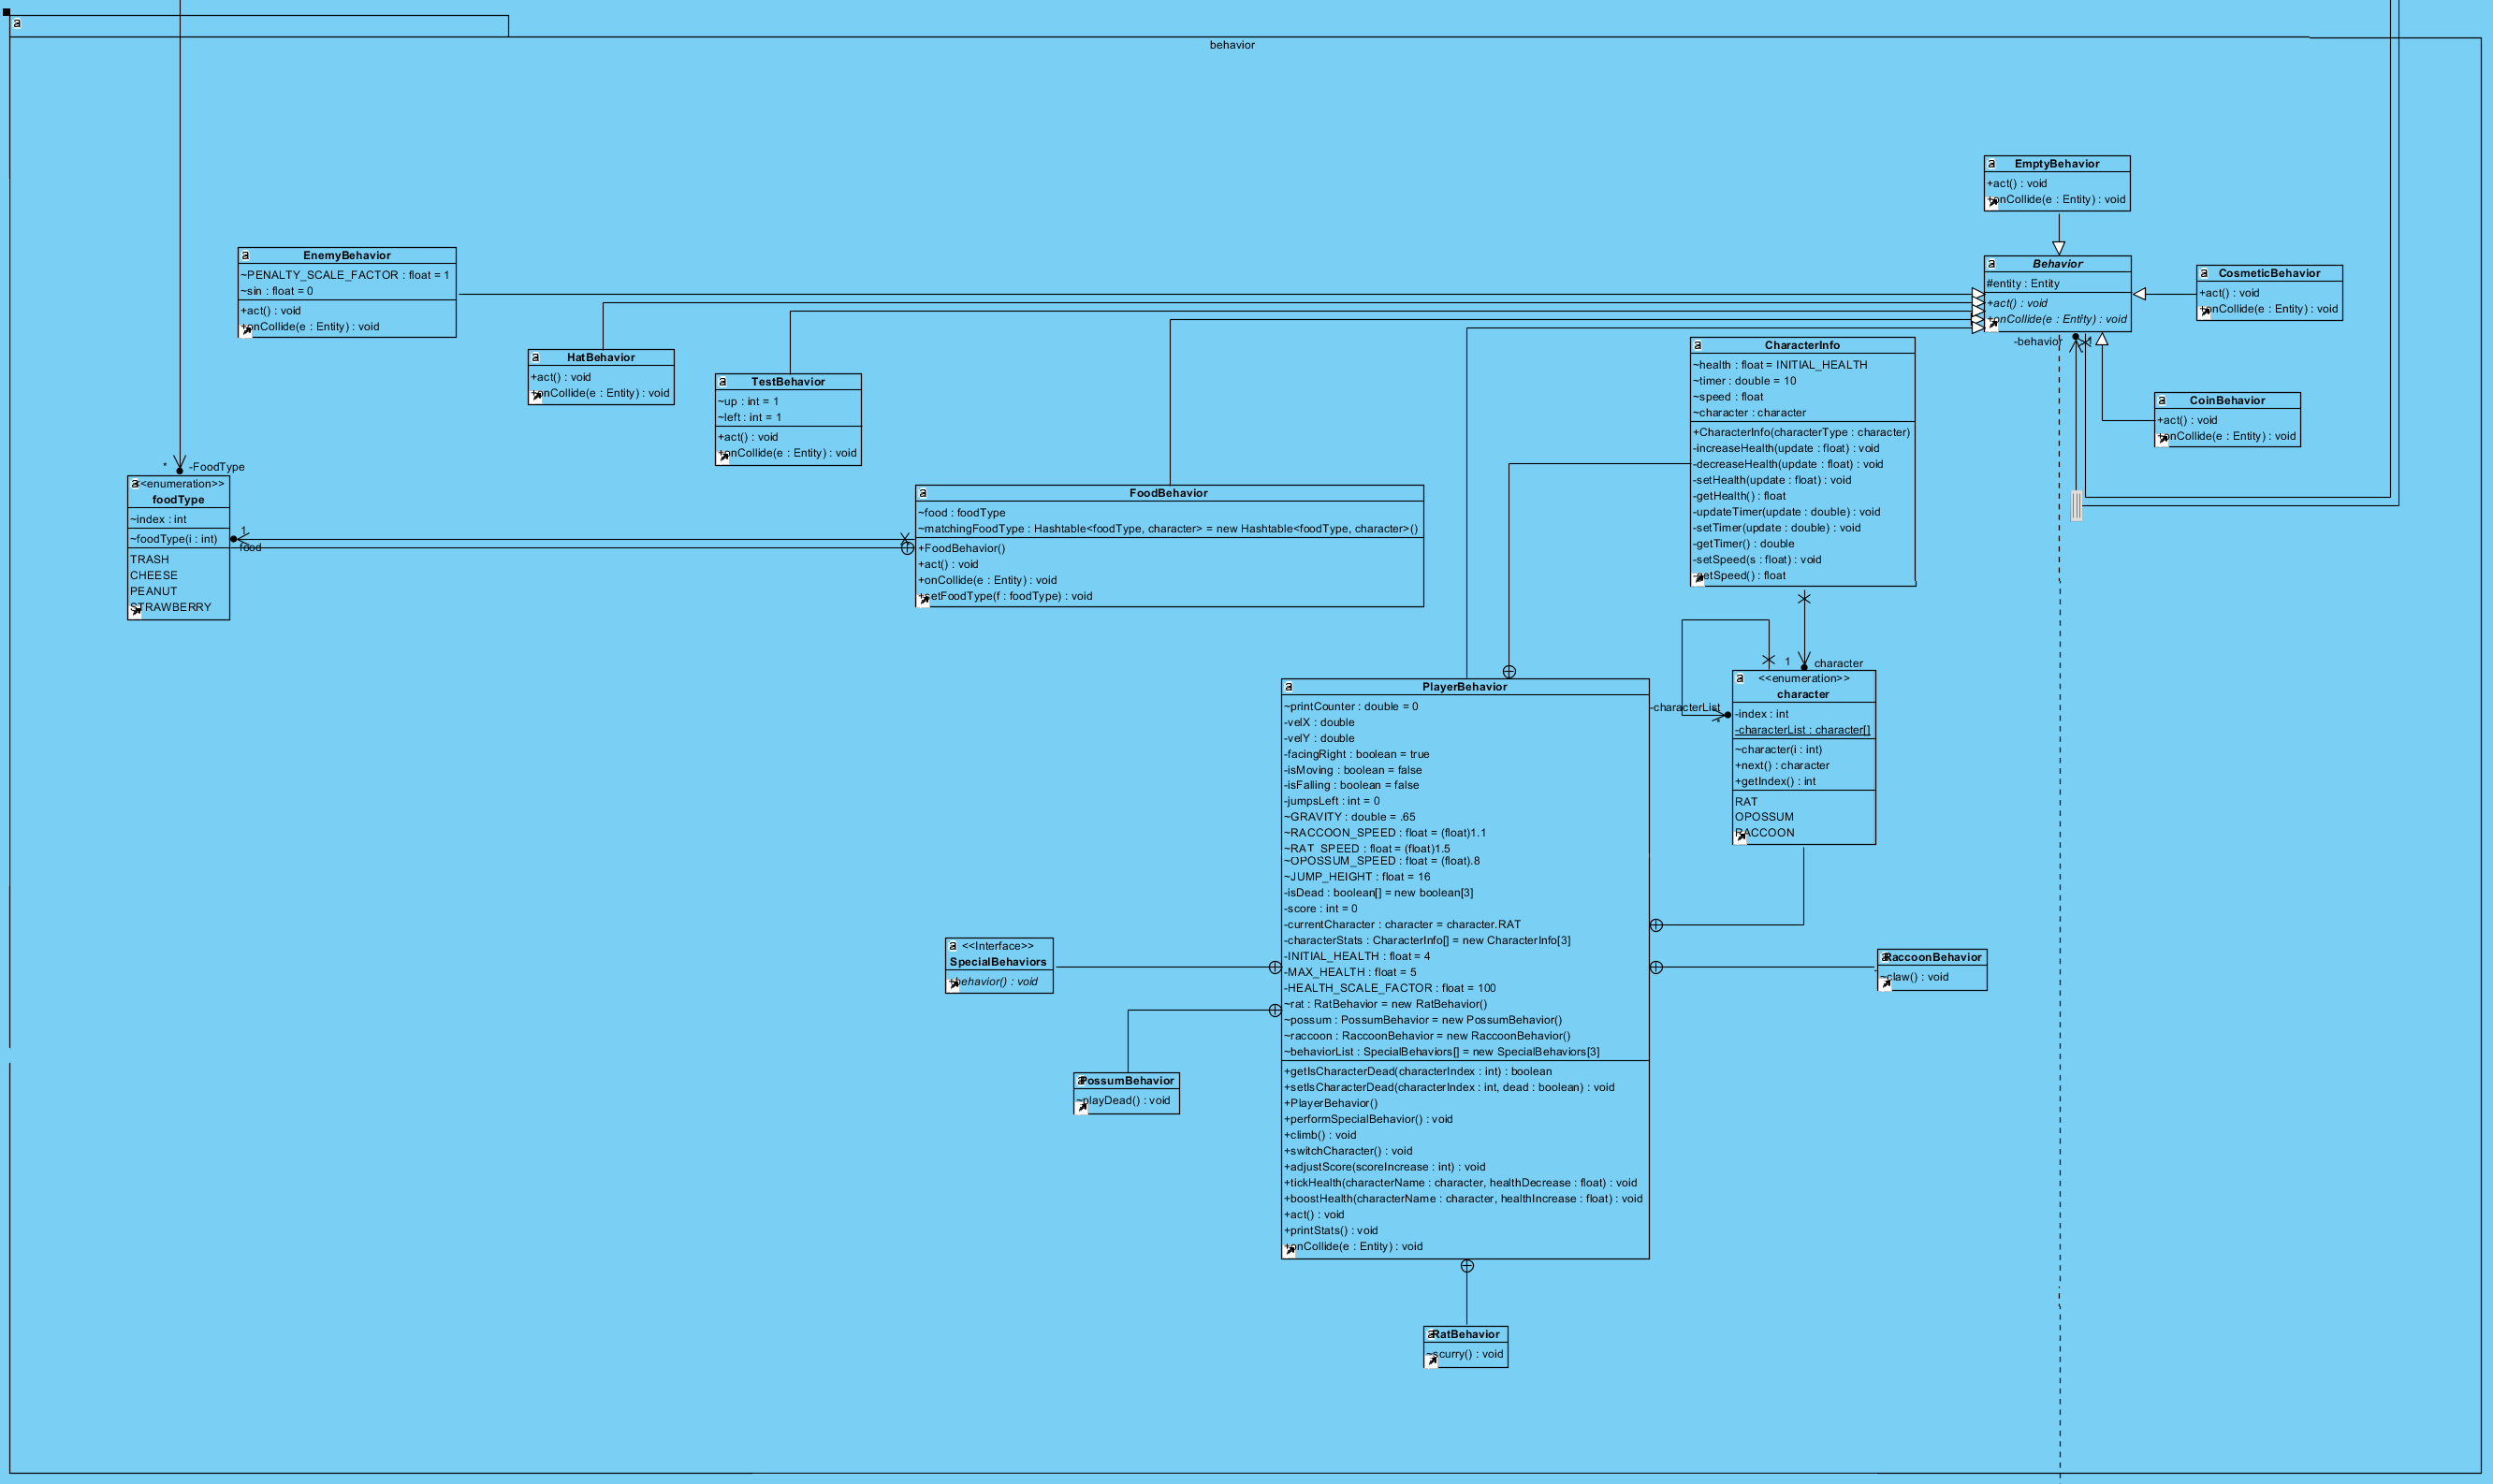 behavior
EmptyBehavior
+act() : void
+onCollide(e : Entity) : void
EnemyBehavior
~PENALTY_SCALE_FACTOR : float = 1
~sin : float = 0
+act() : void
+onCollide(e : Entity) : void
Behavior
#entity : Entity
+act() : void
+onCollide(e : Entity) : void
CosmeticBehavior
+act() : void
+onCollide(e : Entity) : void
-behavior
HatBehavior
+act() : void
+onCollide(e : Entity) : void
TestBehavior
~up : int = 1
~left : int = 1
+act() : void
+onCollide(e : Entity) : void
CharacterInfo
~health : float = INITIAL_HEALTH
~timer : double = 10
~speed : float
~character : character
+CharacterInfo(characterType : character)
-increaseHealth(update : float) : void
-decreaseHealth(update : float) : void
-setHealth(update : float) : void
-getHealth() : float
-updateTimer(update : double) : void
-setTimer(update : double) : void
-getTimer() : double
-setSpeed(s : float) : void
-getSpeed() : float
CoinBehavior
+act() : void
+onCollide(e : Entity) : void
* -FoodType
<<enumeration>>
foodType
~index : int
~foodType(i : int)
TRASH
CHEESE
PEANUT
STRAWBERRY
1
food
FoodBehavior
~food : foodType
~matchingFoodType : Hashtable<foodType, character> = new Hashtable<foodType, character>()
+FoodBehavior()
+act() : void
+onCollide(e : Entity) : void
+setFoodType(f : foodType) : void
1 character
-characterList
*
<<enumeration>>
character
-index : int
-characterList : character[]
~character(i : int)
+next() : character
+getIndex() : int
RAT
OPOSSUM
RACCOON
PlayerBehavior
~printCounter : double = 0
-velX : double
-velY : double
-facingRight : boolean = true
-isMoving : boolean = false
-isFalling : boolean = false
-jumpsLeft : int = 0
~GRAVITY : double = .65
~RACCOON_SPEED : float = (float)1.1
~RAT_SPEED : float = (float)1.5
~OPOSSUM_SPEED : float = (float).8
~JUMP_HEIGHT : float = 16
-isDead : boolean[] = new boolean[3]
-score : int = 0
-currentCharacter : character = character.RAT
-characterStats : CharacterInfo[] = new CharacterInfo[3]
-INITIAL_HEALTH : float = 4
-MAX_HEALTH : float = 5
-HEALTH_SCALE_FACTOR : float = 100
~rat : RatBehavior = new RatBehavior()
~possum : PossumBehavior = new PossumBehavior()
~raccoon : RaccoonBehavior = new RaccoonBehavior()
~behaviorList : SpecialBehaviors[] = new SpecialBehaviors[3]
+getIsCharacterDead(characterIndex : int) : boolean
+setIsCharacterDead(characterIndex : int, dead : boolean) : void
+PlayerBehavior()
+performSpecialBehavior() : void
+climb() : void
+switchCharacter() : void
+adjustScore(scoreIncrease : int) : void
+tickHealth(characterName : character, healthDecrease : float) : void
+boostHealth(characterName : character, healthIncrease : float) : void
+act() : void
+printStats() : void
+onCollide(e : Entity) : void
<<Interface>>
SpecialBehaviors
+behavior() : void
RaccoonBehavior
~claw() : void
PossumBehavior
~playDead() : void
RatBehavior
~scurry() : void